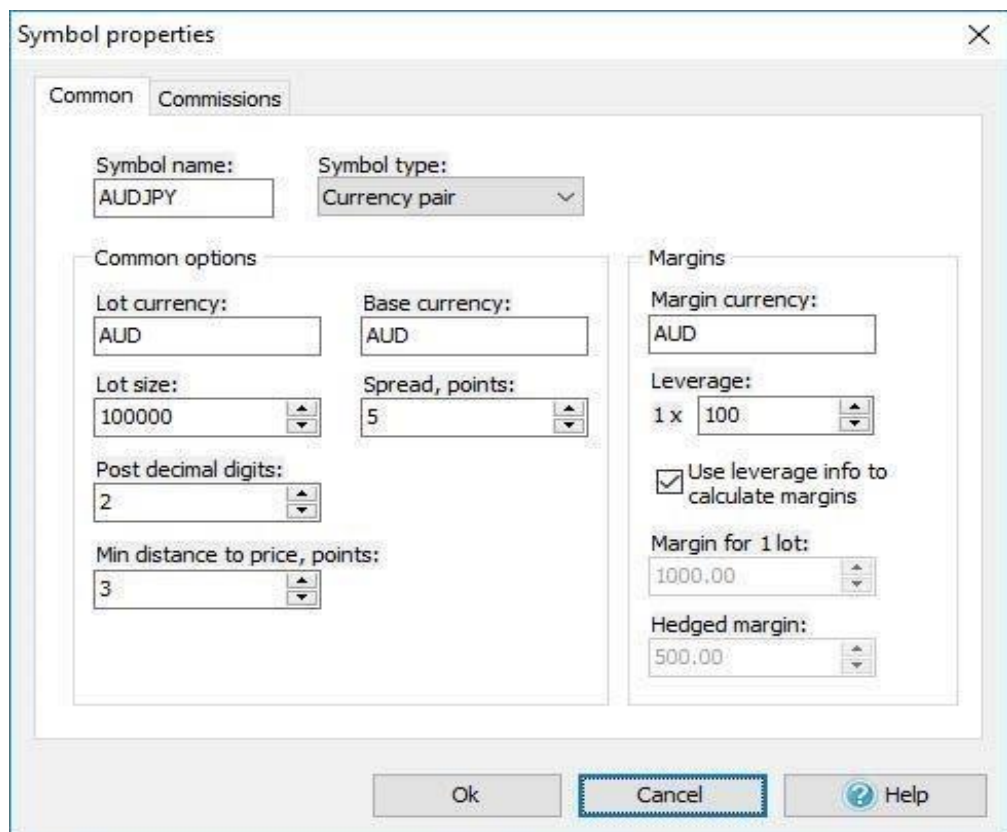 Symbol properties
Common
Commissions
Symbol name:
Symbol type:
AUDJPY
Currency pair
Common options
Margins
Lot currency:
Base currency:
Margin currency:
AUD
AUD
AUD
Lot size:
Spread, points:
Leverage:
100000
5
1 x 100
Post decimal digits:
Use leverage info to
calculate margins
2
Min distance to price, points:
Margin for 1 lot:
3
1000.00
Hedged margin:
500.00
Ok
Cancel
? Help